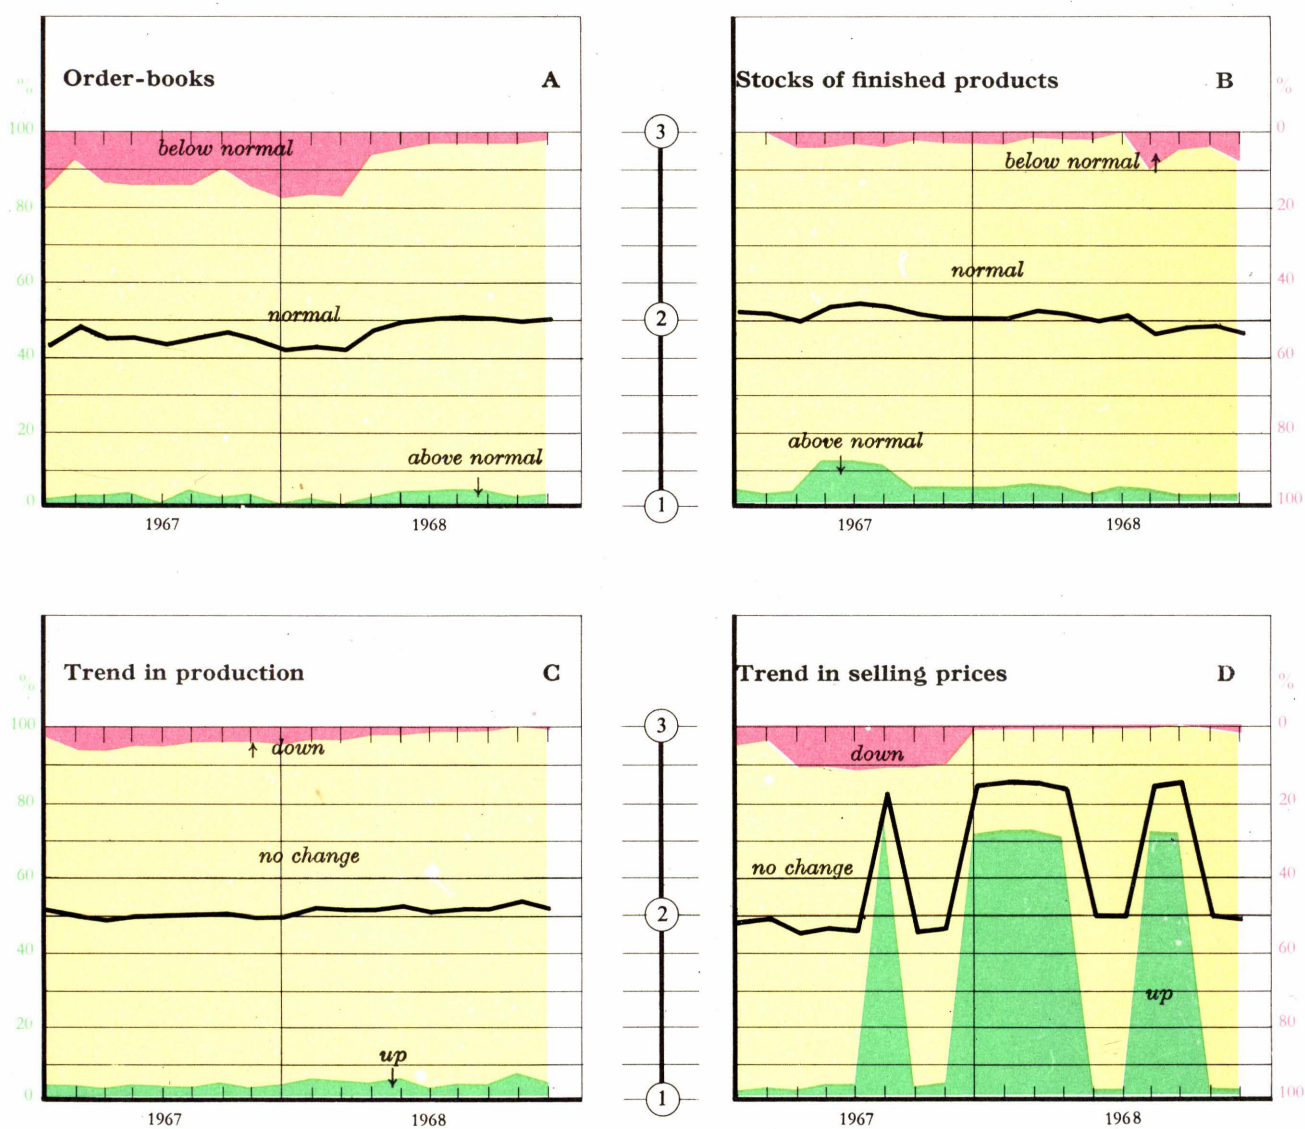 Order-books A
Stocks of finished products B
%
%
100
80
60
40
20
0
below normal
normal
above normal
1967 1968
3
2
1
below normal
normal
above normal
0
20
40
60
80
100
1967 1968
Trend in production C
Trend in selling prices D
%
%
100
80
60
40
20
0
down
no change
up
1967 1968
3
2
1
down
no change
up
0
20
40
60
80
100
1967 1968